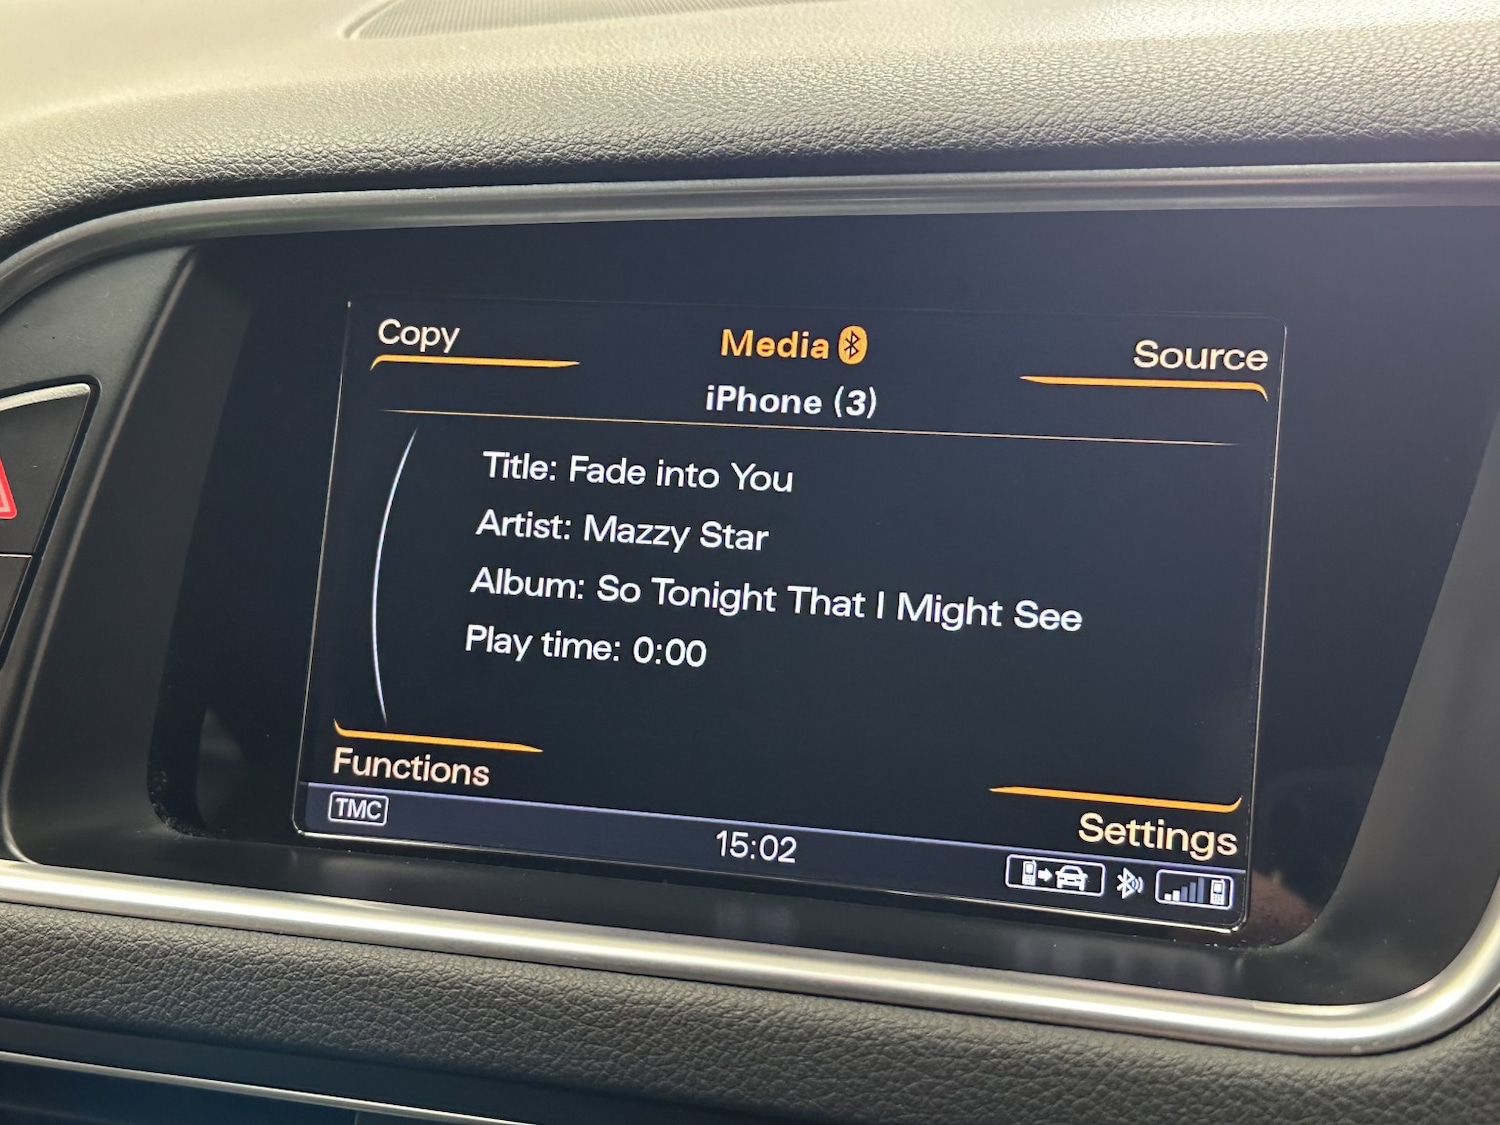 Copy
Media
Source
iPhone (3)
Title: Fade into You
Artist: Mazzy Star
Album: So Tonight That I Might See
Play time: 0:00
Functions
Settings
TMC
15:02